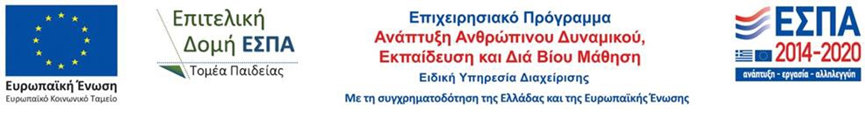 Ευρωπαϊκή Ένωση
Ευρωπαϊκό Κοινωνικό Ταμείο
Επιτελική
Δομή ΕΣΠΑ
Τομέα Παιδείας
Επιχειρησιακό Πρόγραμμα
Ανάπτυξη Ανθρώπινου Δυναμικού,
Εκπαίδευση και Διά Βίου Μάθηση
Ειδική Υπηρεσία Διαχείρισης
Με τη συγχρηματοδότηση της Ελλάδας και της Ευρωπαϊκής Ένωσης
ΕΣΠΑ
2014-2020
ανάπτυξη - εργασία - αλληλεγγύη